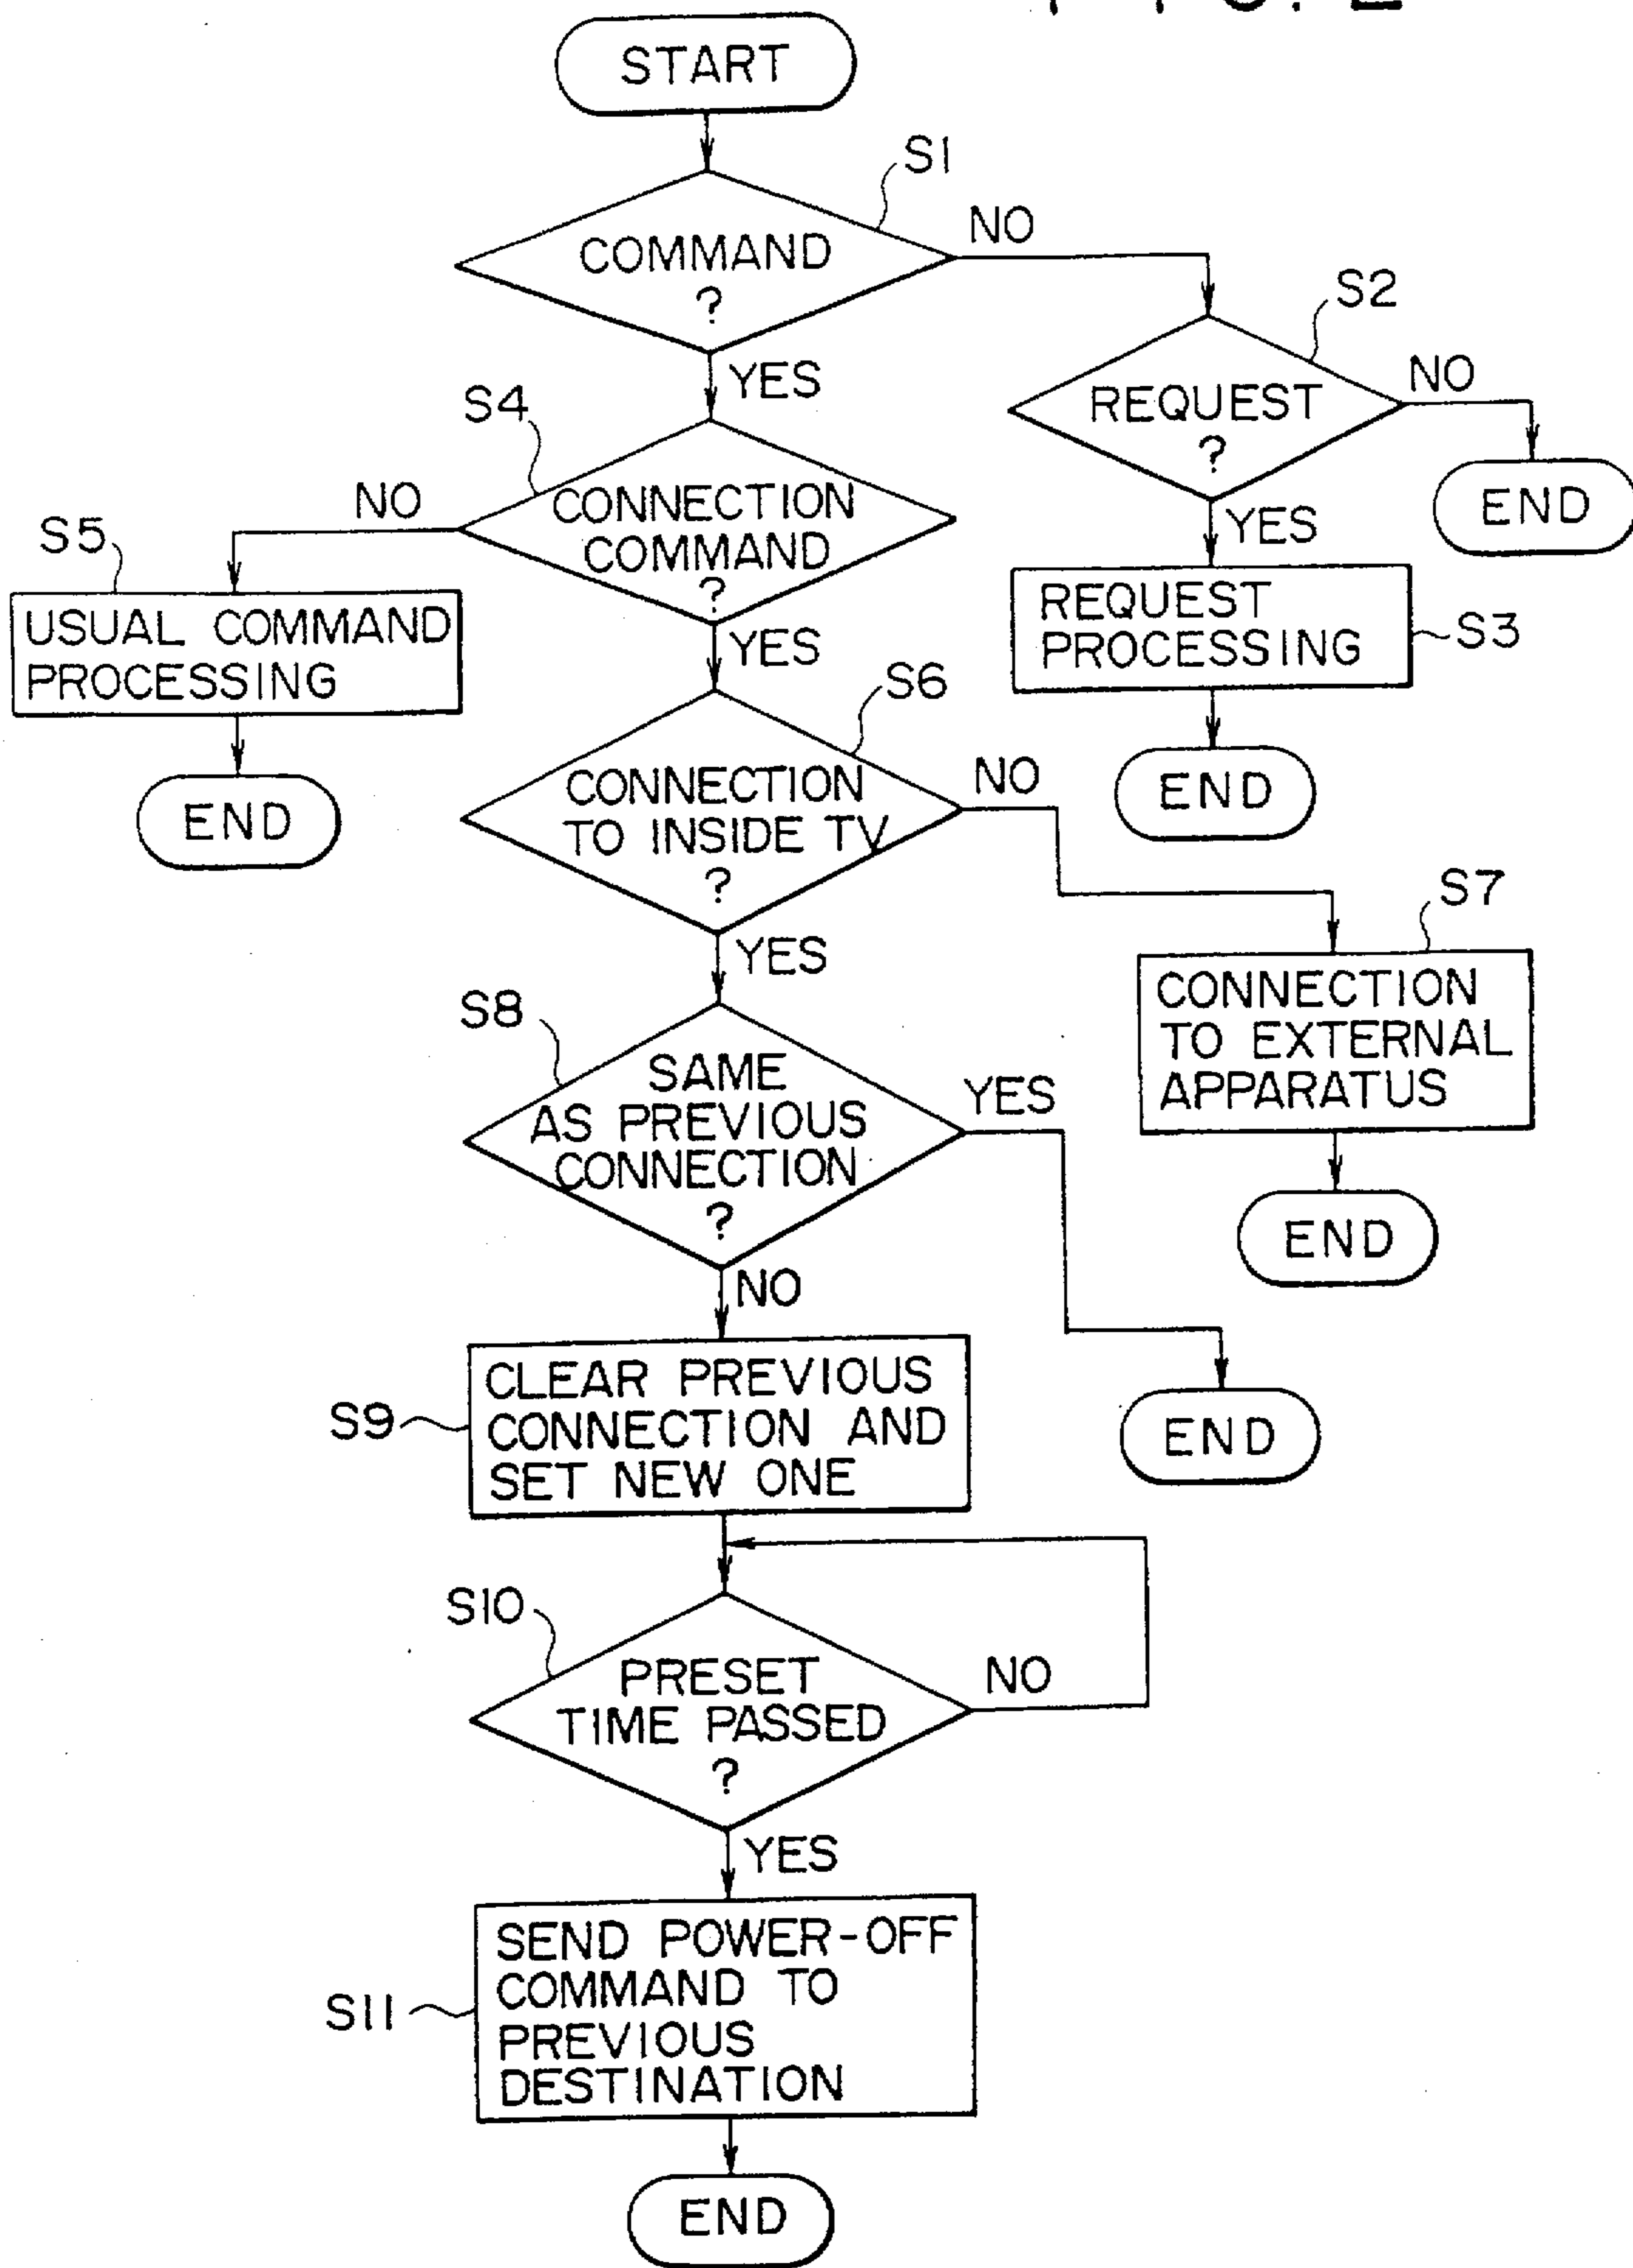 START
S1
COMMAND
?
NO
YES
S2
REQUEST
?
NO
END
YES
S4
CONNECTION
COMMAND
?
NO
S5
USUAL COMMAND
PROCESSING
END
REQUEST
PROCESSING
S3
END
YES
S6
CONNECTION
TO INSIDE TV
?
NO
S7
CONNECTION
TO EXTERNAL
APPARATUS
END
YES
S8
SAME
AS PREVIOUS
CONNECTION
?
YES
END
NO
S9
CLEAR PREVIOUS
CONNECTION AND
SET NEW ONE
S10
PRESET
TIME PASSED
?
NO
YES
S11
SEND POWER-OFF
COMMAND TO
PREVIOUS
DESTINATION
END